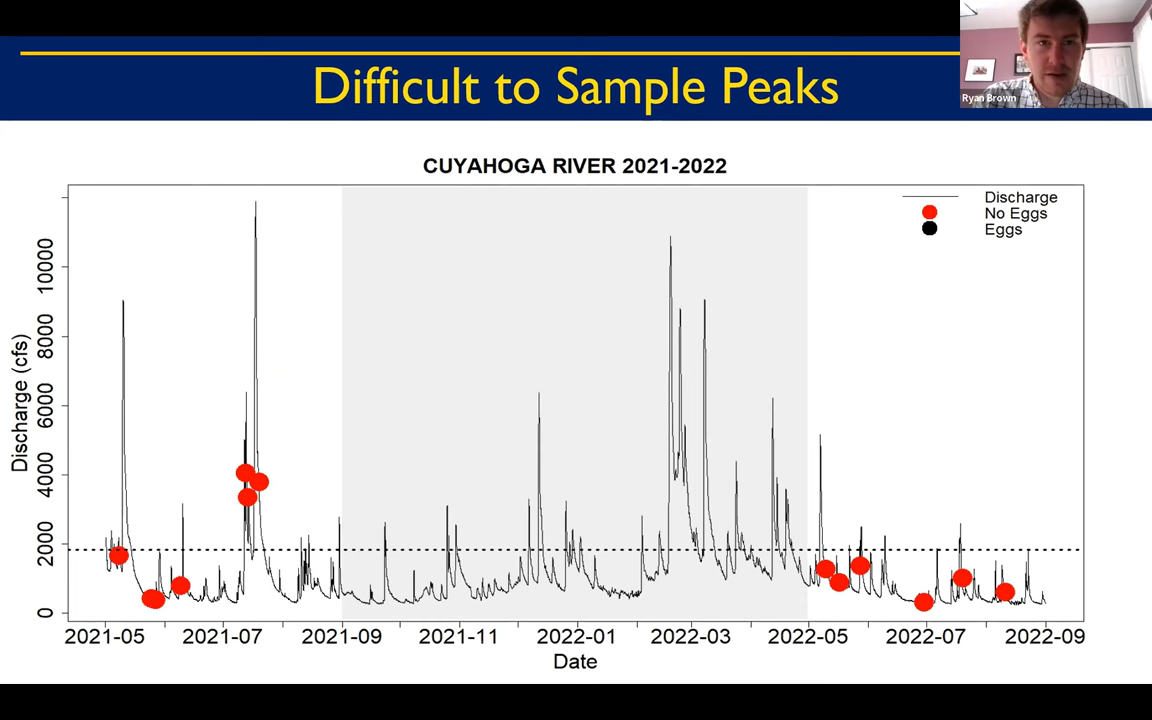 Difficult to Sample Peaks
Ryan Brown
CUYAHOGA RIVER 2021-2022
Discharge
No Eggs
Eggs
Discharge (cfs)
10000
8000
6000
4000
2000
0
2021-05 2021-07 2021-09 2021-11 2022-01 2022-03 2022-05 2022-07 2022-09
Date